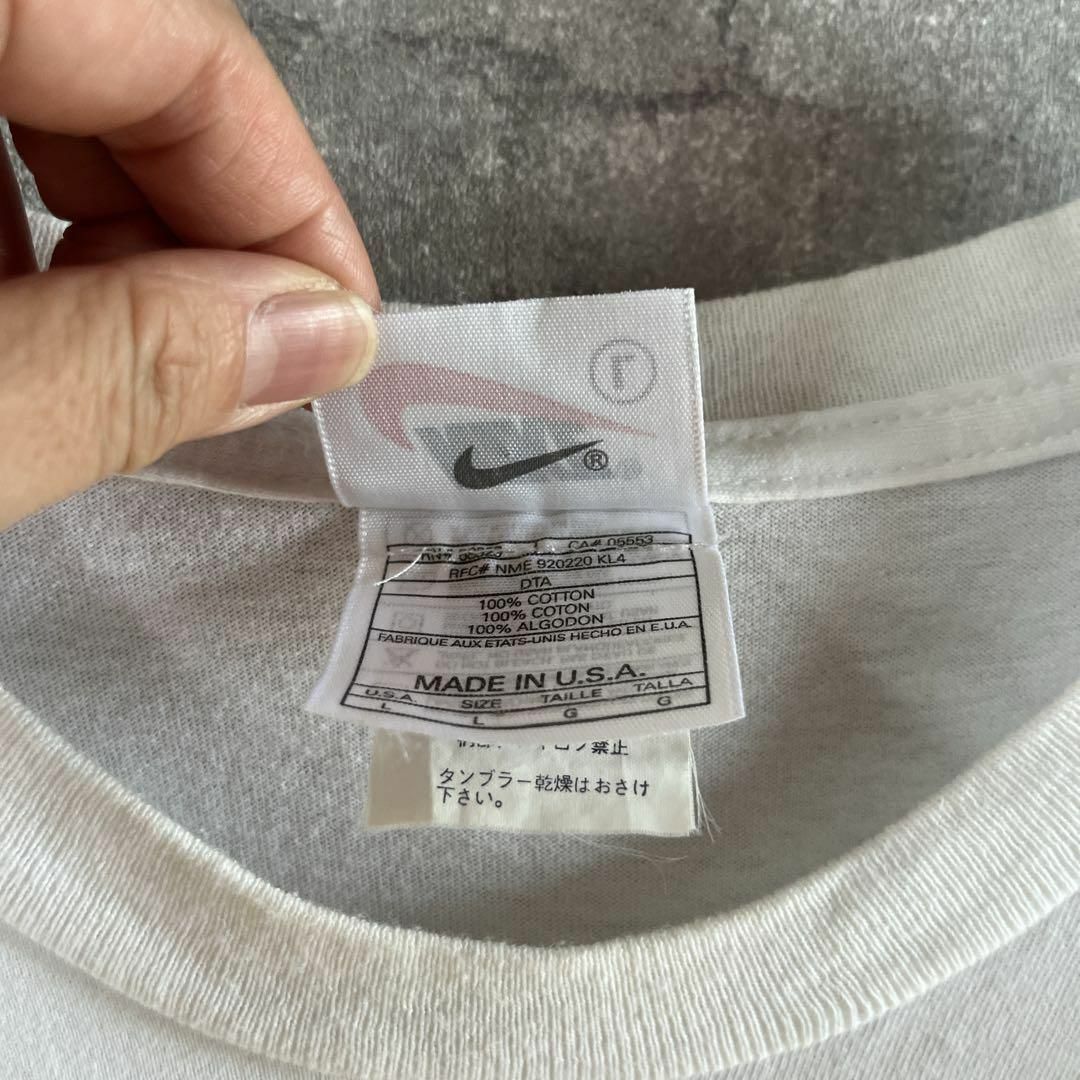 ®
CA# 05553
RFC# NME 920220 KL4
DTA
100% COTTON
100% COTON
100% ALGODON
FABRIQUE AUX ETATS-UNIS HECHO EN E.U.A.
MADE IN U.S.A.
U.S.A. SIZE TAILLE TALLA
L L G G
禁止
タンブラー乾燥はおさけ
下さい。